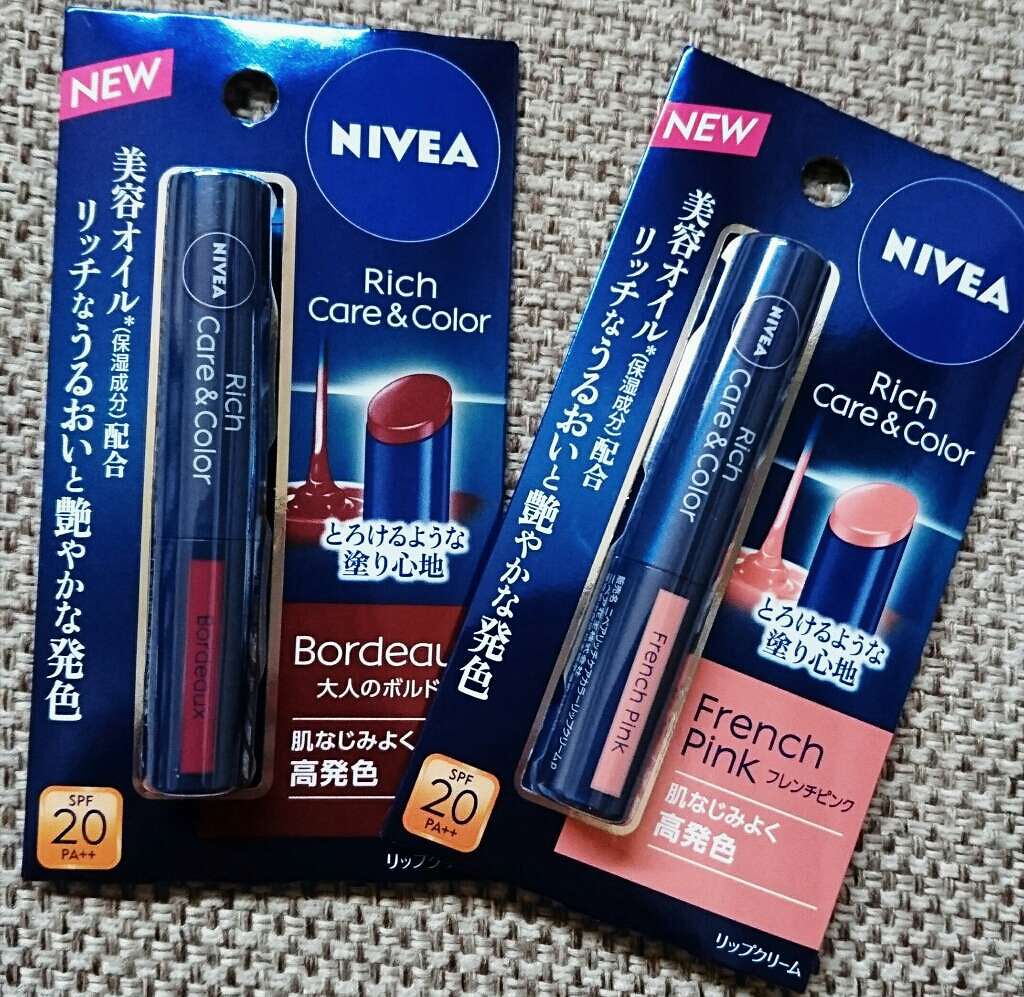 NEW
NIVEA
美容オイル*(保湿成分)配合
リッチなうるおいと艶やかな発色
Rich
Care & Color
NIVEA
Rich
Care & Color
Bordeaux
とろけるような
塗り心地
Bordeau
大人のボルド
肌なじみよく
高発色
SPF
20
PA++
リップク
NEW
NIVEA
美容オイル*(保湿成分)配合
リッチなうるおいと艶やかな発色
Rich
Care & Color
NIVEA
Rich
Care & Color
French Pink
とろけるような
塗り心地
French
Pink フレンチピンク
肌なじみよく
高発色
SPF
20
PA++
リップクリーム